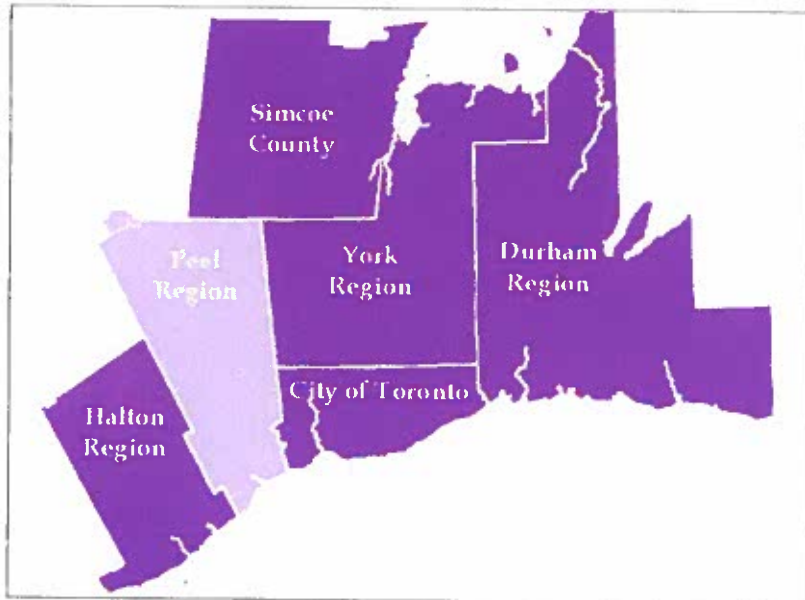 Simcoe
County
Peel
Region
York
Region
Durham
Region
City of Toronto
Halton
Region